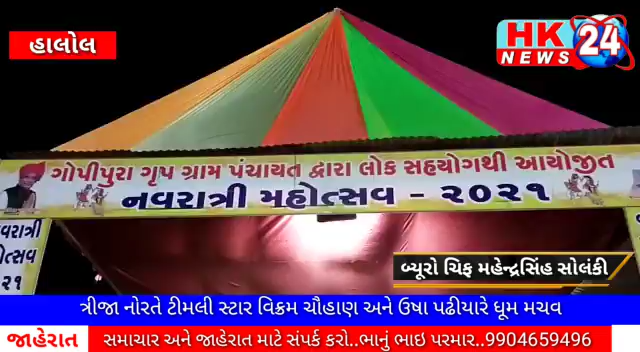 હાલોલ
HK 24
NEWS
ગોપીપુરા ગૃપ ગ્રામ પંચાયત દ્વારા લોક સહયોગથી આયોજીત
નવરાત્રી મહોત્સવ - ૨૦૨૧
નવરાત્રી
બ્યૂરો ચિફ મહેન્દ્રસિંહ સોલંકી
ત્રીજા નોરતે ટીમલી સ્ટાર વિક્રમ ચૌહાણ અને ઉષા પઢીયારે ધૂમ મચવ
જાહેરાત સમાચાર અને જાહેરાત માટે સંપર્ક કરો..ભાનું ભાઇ પરમાર..9904659496